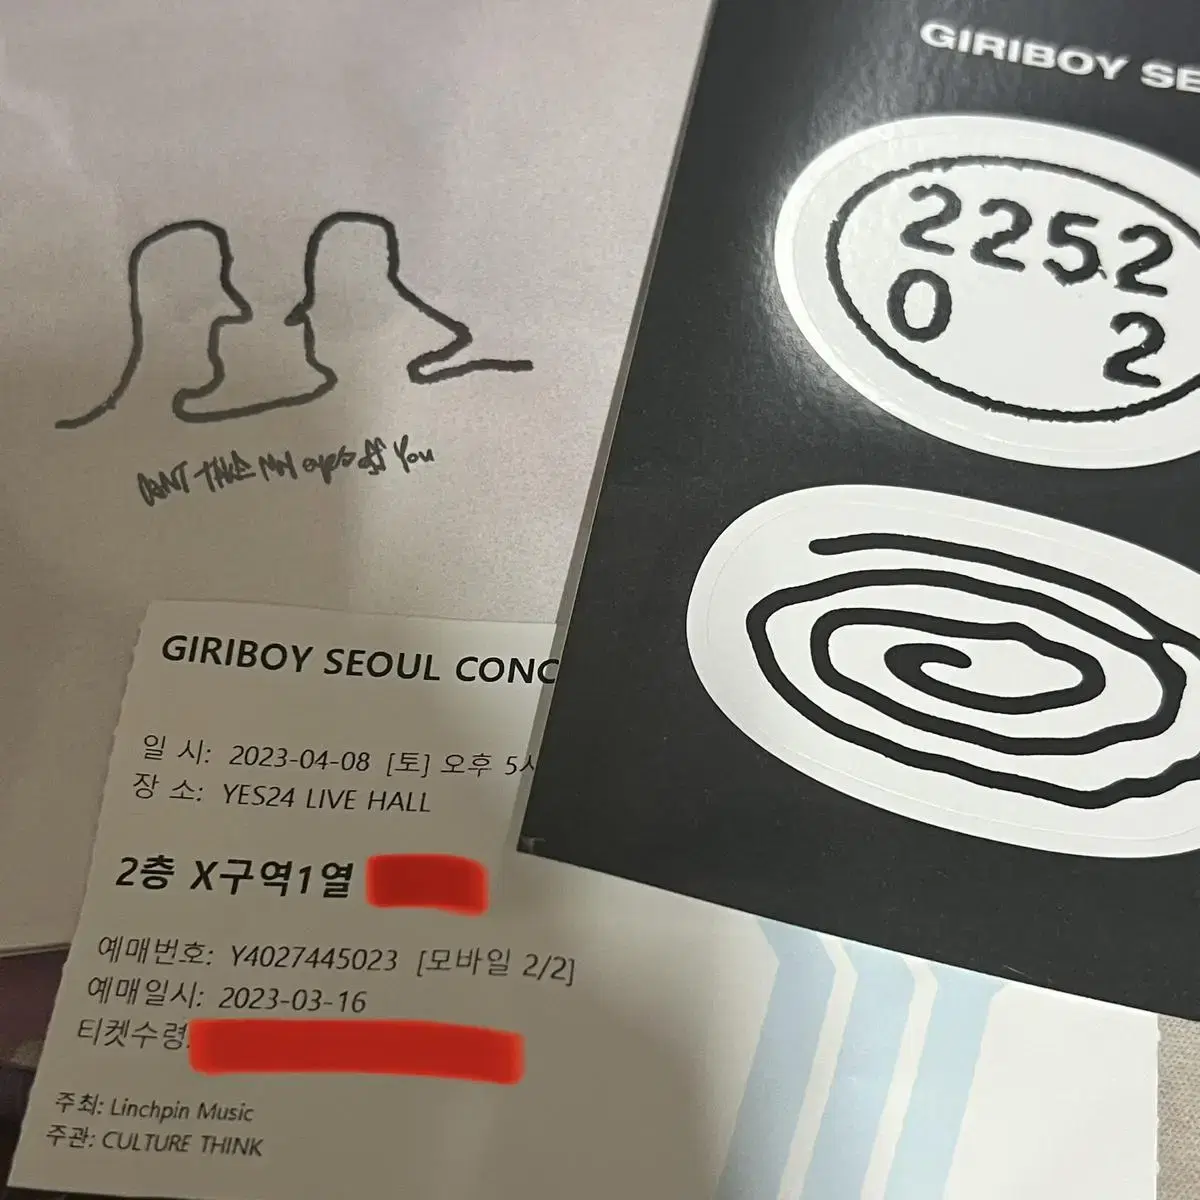 GIRIBOY SE
2252
0 2
CANT TAKE MY eyes off You
GIRIBOY SEOUL CONC
일 시: 2023-04-08 [토] 오후 5시
장 소: YES24 LIVE HALL
2층 X구역1열
예매번호: Y4027445023 [모바일 2/2]
예매일시: 2023-03-16
티켓수령:
주최: Linchpin Music
주관: CULTURE THINK